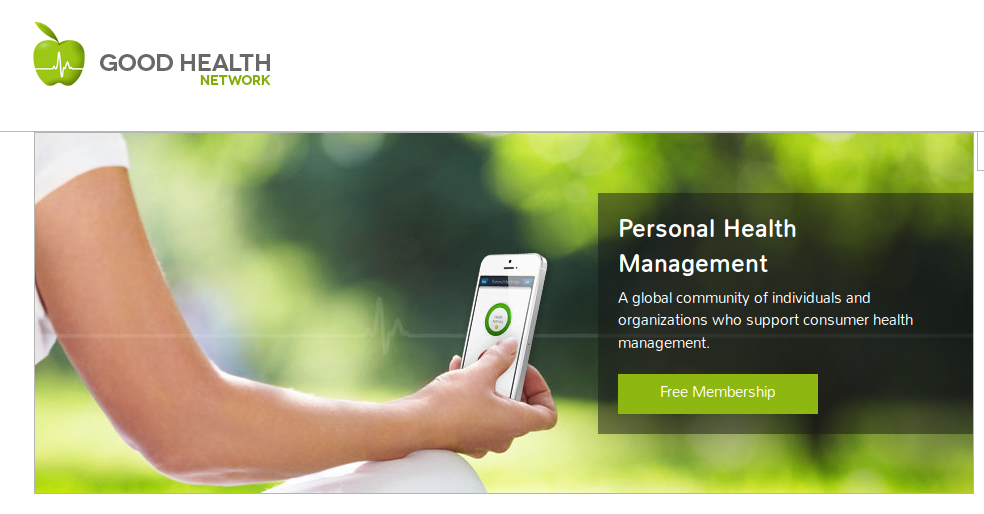 GOOD HEALTH
NETWORK
Personal Health
Management
A global community of individuals and
organizations who support consumer health
management.
Free Membership